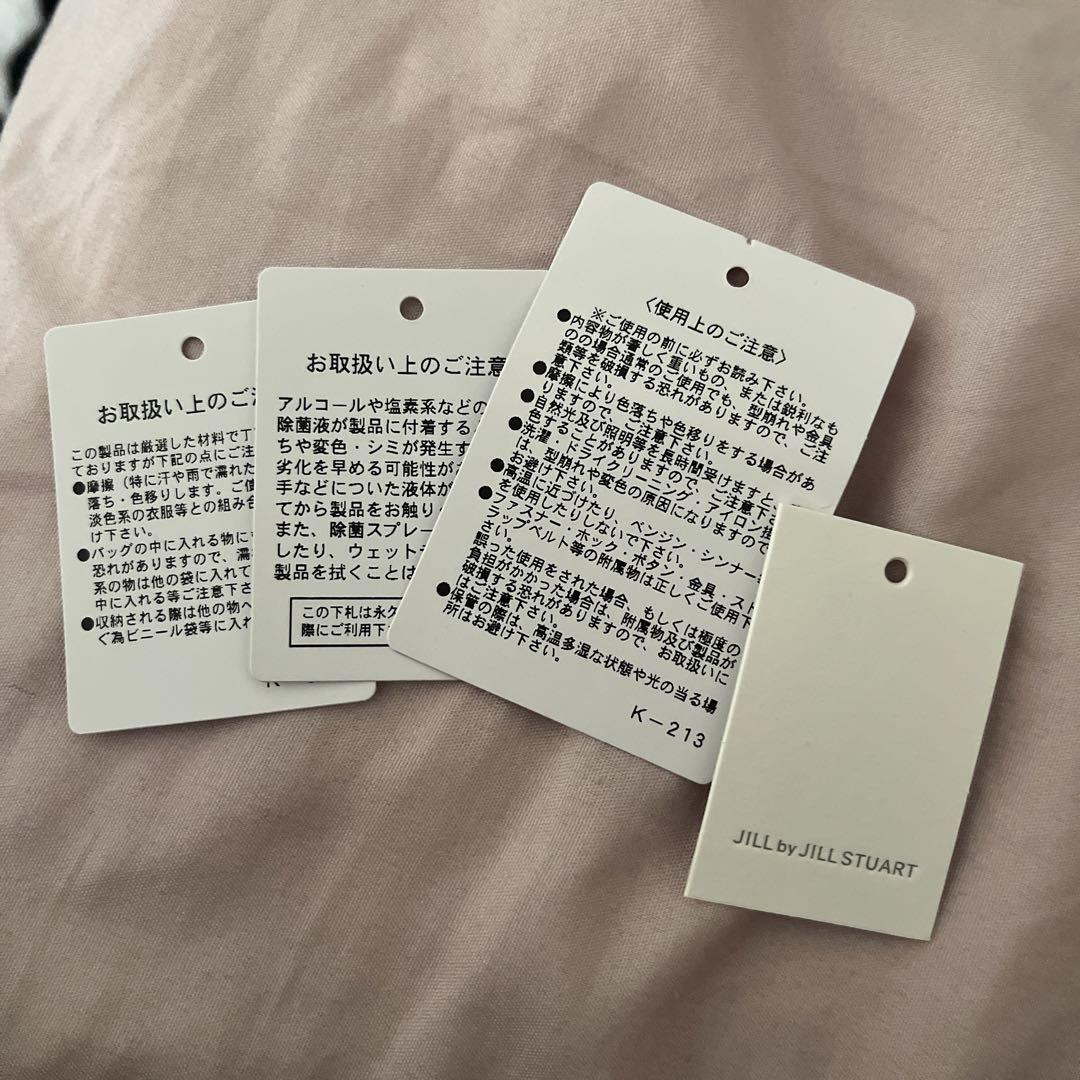 お取扱い上のご
この製品は厳選した材料で丁
ておりますが下記の点にご注
●摩擦（特に汗や雨で濡れた
落ち・色移りします。ご使
淡色系の衣服等との組み合
け下さい。
●バッグの中に入れる物に
恐れがありますので、濡
系の物は他の袋に入れて
中に入れる等ご注意下さ
●収納される際は他の物へ
ぐ為ビニール袋等に入れ
お取扱い上のご注意
アルコールや塩素系などの
除菌液が製品に付着する
ちや変色・シミが発生す
劣化を早める可能性が
手などについた液体が
てから製品をお触り
また、除菌スプレー
したり、ウェット
製品を拭くことは
この下札は永久
際にご利用下
〈使用上のご注意〉
※ご使用の前に必ずお読み下さい。
●内容物が著しく重いもの、または鋭利なも
のの場合通常のご使用でも、型崩れや金具
類等を破損する恐れがありますので、ご注
意下さい。
●摩擦により色落ちや色移りをする場合があ
りますので、ご注意下さい。
●自然光及び照明等を長時間受けますと、
色することがありますので、ご注意下さ
●洗濯・ドライクリーニング・アイロン掛
は、型崩れや変色の原因になりますので
お避け下さい。
●高温に近づけたり、ベンジン・シンナー
を使用したりしないで下さい。
●ファスナー・ホック・ボタン・金具・スト
ラップベルト等の附属物は正しくご使用下
さい。
誤った使用をされた場合、もしくは極度の
負担がかかった場合は、附属物及び製品が
破損する恐れがありますので、お取扱いに
はご注意下さい。
●保管の際は、高温多湿な状態や光の当る場
所はお避け下さい。
K－213
JILL by JILL STUART